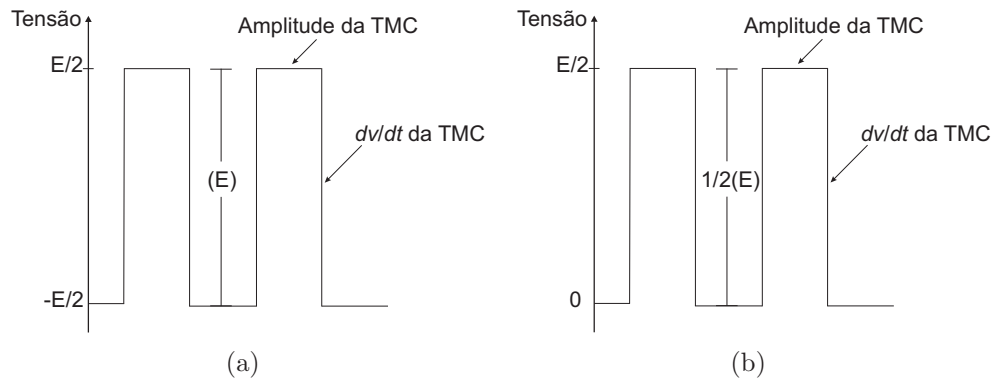 Tensão
Amplitude da TMC
E/2
dv/dt da TMC
(E)
-E/2
(a)
Tensão
Amplitude da TMC
E/2
dv/dt da TMC
1/2(E)
0
(b)